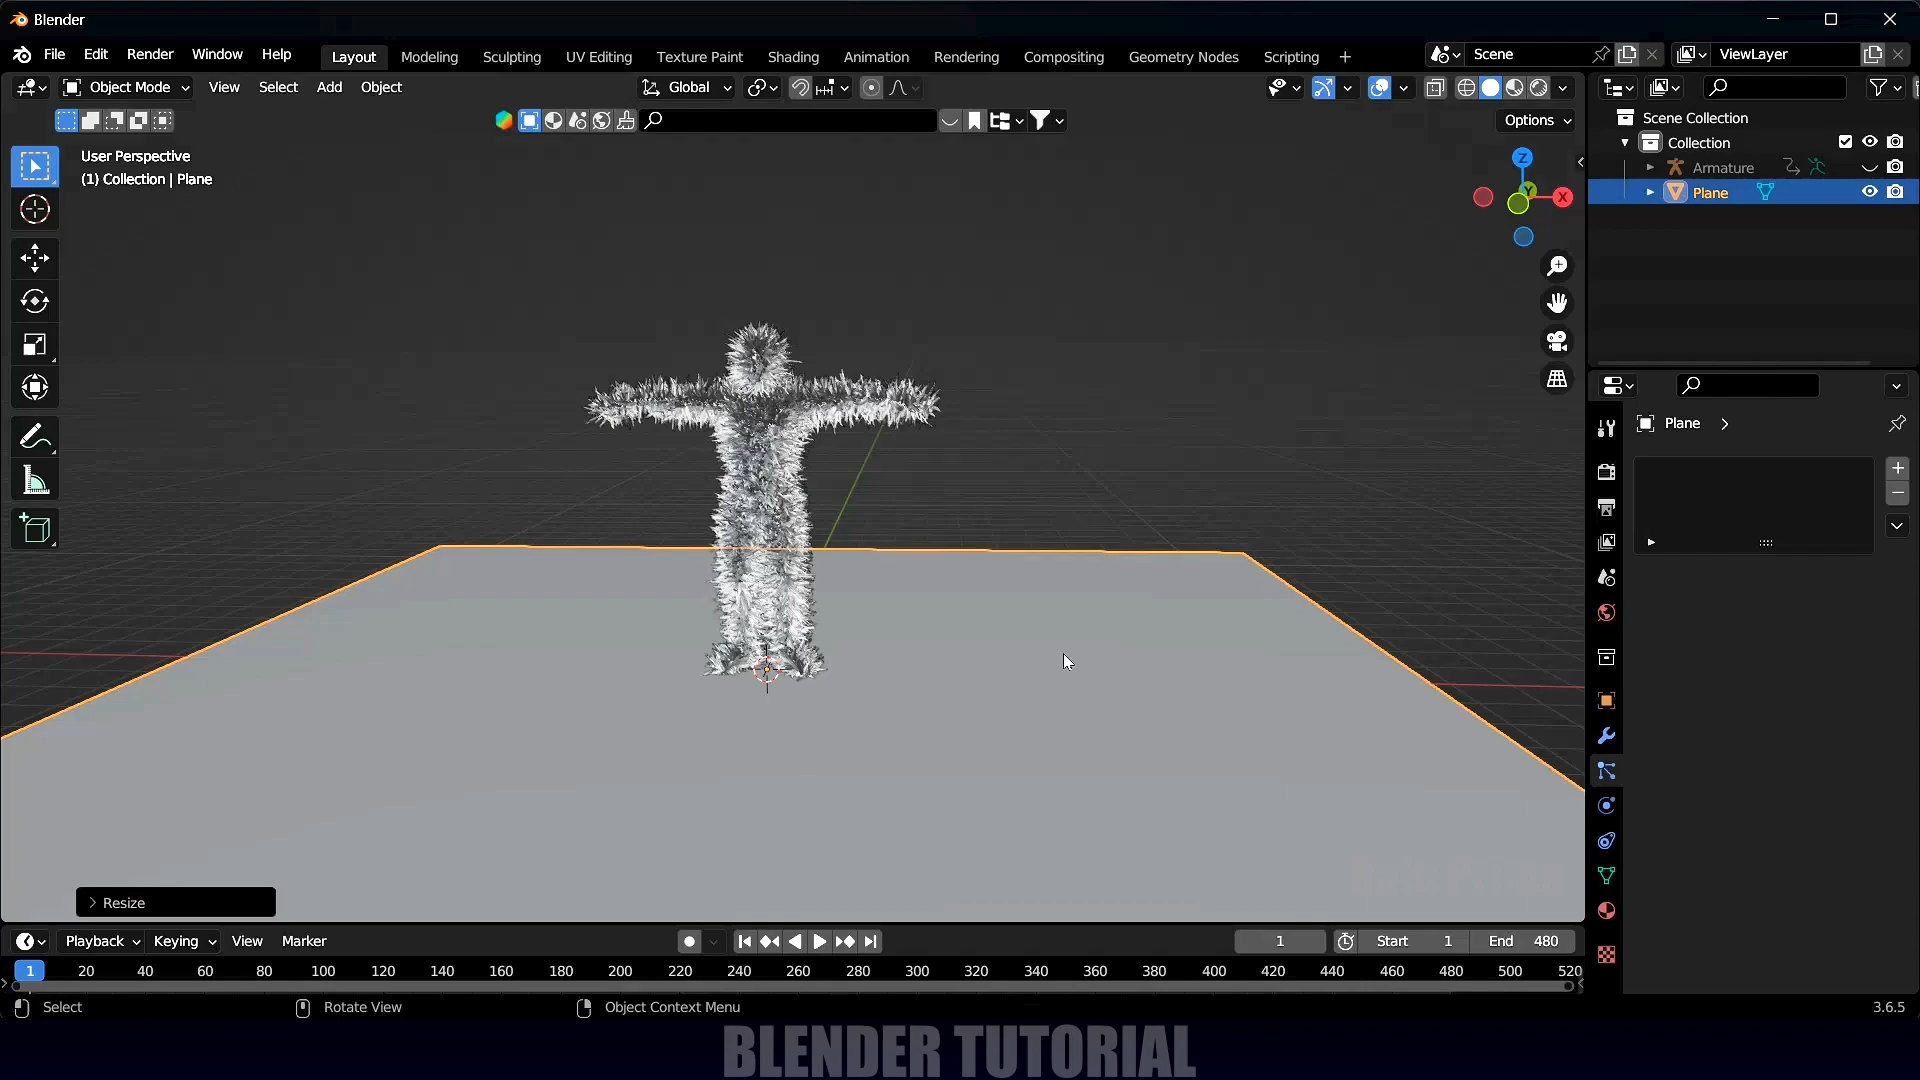 Blender
File Edit Render Window Help Layout Modeling Sculpting UV Editing Texture Paint Shading Animation Rendering Compositing Geometry Nodes Scripting + Scene ViewLayer
Object Mode View Select Add Object Global
Options
User Perspective
(1) Collection | Plane
Z
Y
X
Scene Collection
Collection
Armature
Plane
Plane
Resize
Playback Keying View Marker 1 Start 1 End 480
1 20 40 60 80 100 120 140 160 180 200 220 240 260 280 300 320 340 360 380 400 420 440 460 480 500 520
Select Rotate View Object Context Menu 3.6.5
BLENDER TUTORIAL